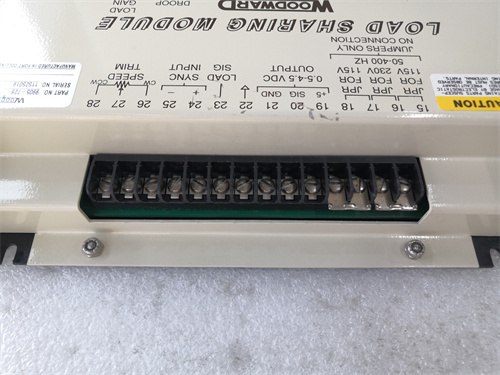 LOAD
GAIN
DROOP
WOODWARD
LOAD SHARING MODULE
PART NO. 
SERIAL NO.
CAUTION
CCW
CW
SPEED
TRIM
LOAD SYNC
INPUT
LOAD
SIG
0.5-4.5 VDC
OUTPUT
+5 SIG GND
JUMPERS ONLY
NO CONNECTION
50-400 HZ
115V 230V 115V
FOR FOR FOR
JPR JPR JPR
28 27 26 25 24 23 22 21 20 19 18 17 16 15